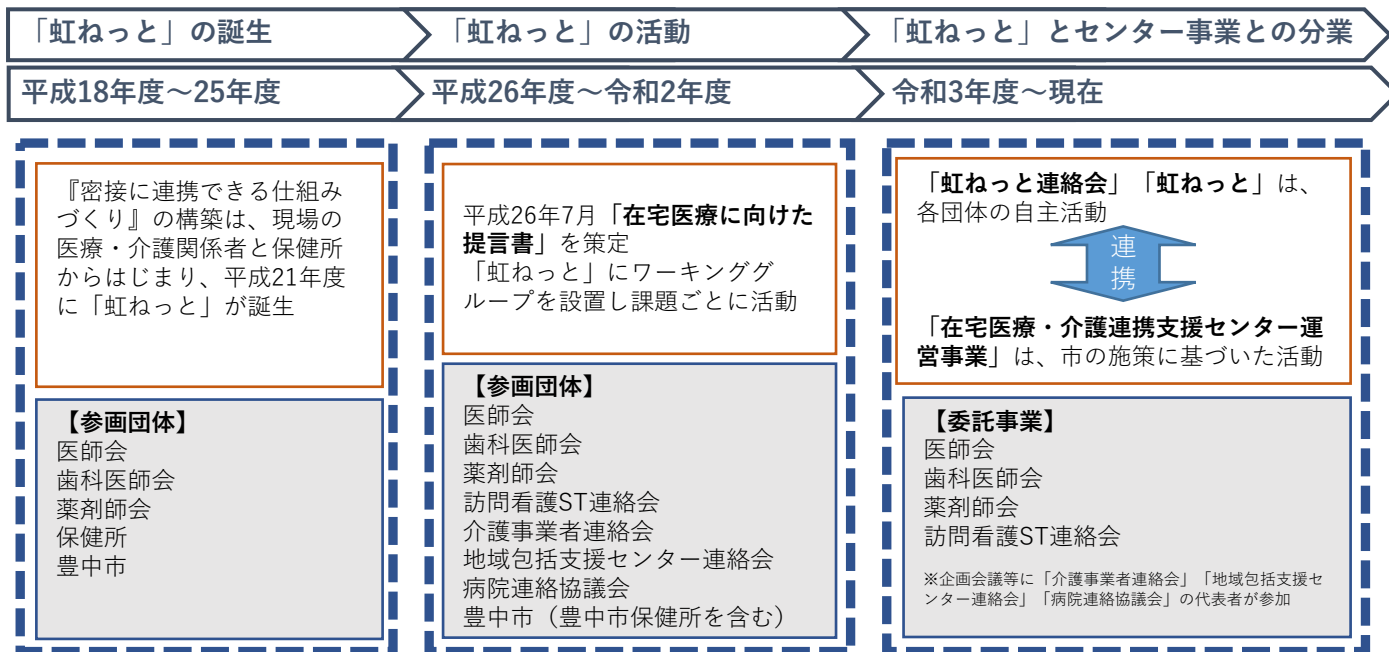 「虹ねっと」の誕生
「虹ねっと」の活動
「虹ねっと」とセンター事業との分業
平成18年度～25年度
平成26年度～令和2年度
令和3年度～現在
『密接に連携できる仕組み
づくり』の構築は、現場の
医療・介護関係者と保健所
からはじまり、平成21年度
に「虹ねっと」が誕生
【参画団体】
医師会
歯科医師会
薬剤師会
保健所
豊中市
平成26年7月「在宅医療に向けた
提言書」を策定
「虹ねっと」にワーキンググ
ループを設置し課題ごとに活動
【参画団体】
医師会
歯科医師会
薬剤師会
訪問看護ST連絡会
介護事業者連絡会
地域包括支援センター連絡会
病院連絡協議会
豊中市（豊中市保健所を含む）
「虹ねっと連絡会」「虹ねっと」は、
各団体の自主活動
連
携
「在宅医療・介護連携支援センター運
営事業」は、市の施策に基づいた活動
【委託事業】
医師会
歯科医師会
薬剤師会
訪問看護ST連絡会
※企画会議等に「介護事業者連絡会」「地域包括支援セ
ンター連絡会」「病院連絡協議会」の代表者が参加